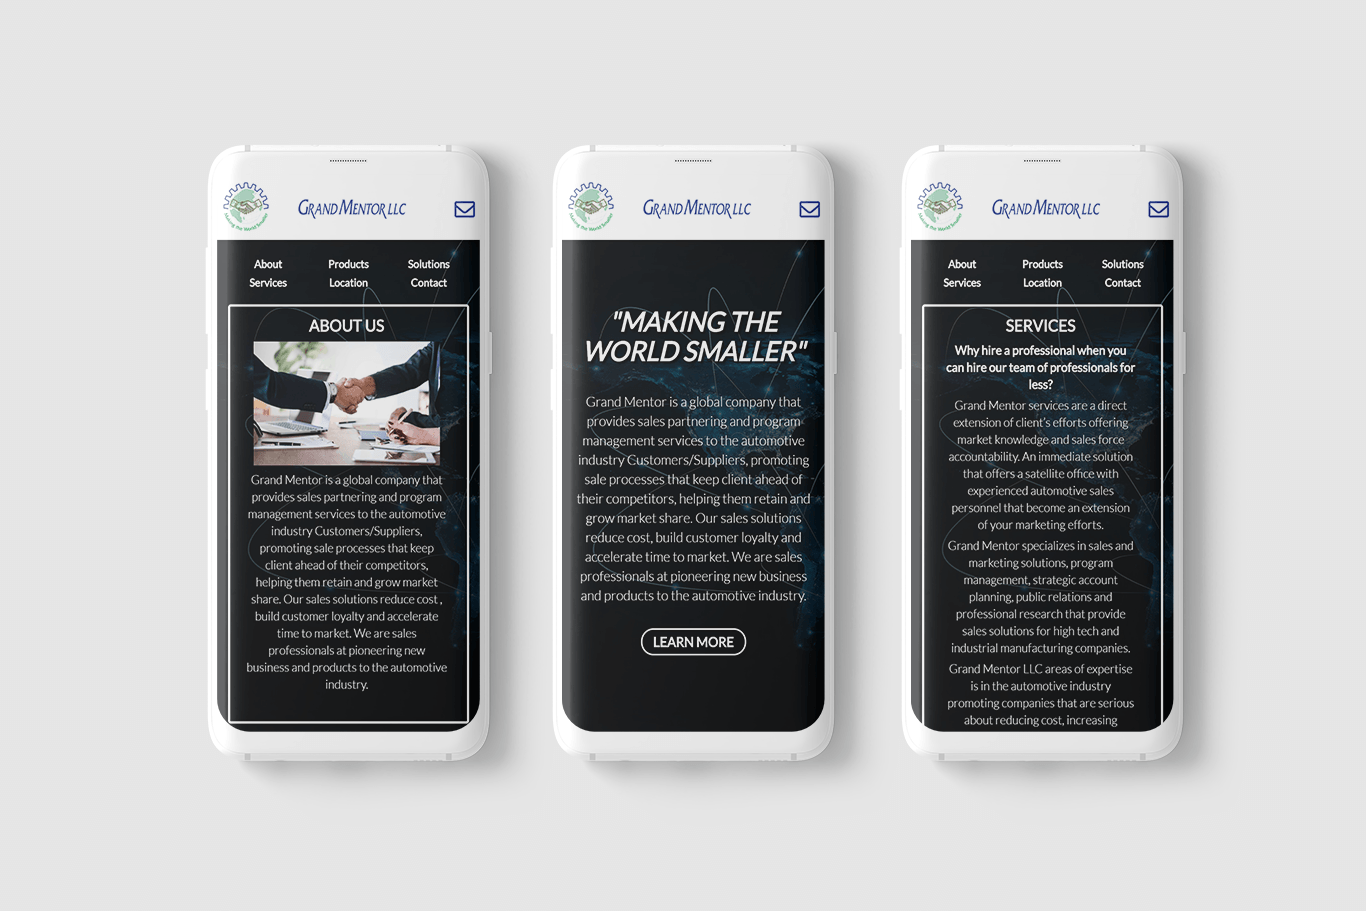 Making the World Smaller
GRAND MENTOR LLC
About Products Solutions
Services Location Contact
ABOUT US
Grand Mentor is a global company that
provides sales partnering and program
management services to the automotive
industry Customers/Suppliers,
promoting sale processes that keep
client ahead of their competitors,
helping them retain and grow market
share. Our sales solutions reduce cost ,
build customer loyalty and accelerate
time to market. We are sales
professionals at pioneering new
business and products to the automotive
industry.
Making the World Smaller
GRAND MENTOR LLC
"MAKING THE
WORLD SMALLER"
Grand Mentor is a global company that
provides sales partnering and program
management services to the automotive
industry Customers/Suppliers, promoting
sale processes that keep client ahead of
their competitors, helping them retain and
grow market share. Our sales solutions
reduce cost, build customer loyalty and
accelerate time to market. We are sales
professionals at pioneering new business
and products to the automotive industry.
LEARN MORE
Making the World Smaller
GRAND MENTOR LLC
About Products Solutions
Services Location Contact
SERVICES
Why hire a professional when you
can hire our team of professionals for
less?
Grand Mentor services are a direct
extension of client's efforts offering
market knowledge and sales force
accountability. An immediate solution
that offers a satellite office with
experienced automotive sales
personnel that become an extension
of your marketing efforts.
Grand Mentor specializes in sales and
marketing solutions, program
management, strategic account
planning, public relations and
professional research that provide
sales solutions for high tech and
industrial manufacturing companies.
Grand Mentor LLC areas of expertise
is in the automotive industry
promoting companies that are serious
about reducing cost, increasing